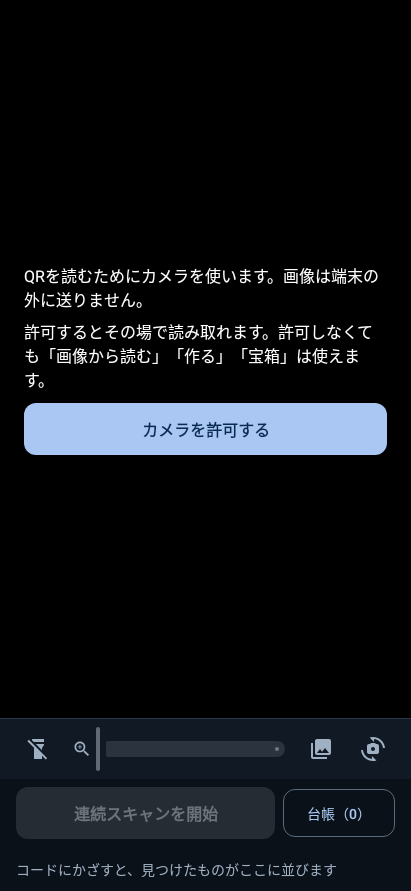 QRを読むためにカメラを使います。画像は端末の
外に送りません。
許可するとその場で読み取れます。許可しなくて
も「画像から読む」「作る」「宝箱」は使えま
す。
カメラを許可する
連続スキャンを開始
台帳（0）
コードにかざすと、見つけたものがここに並びます